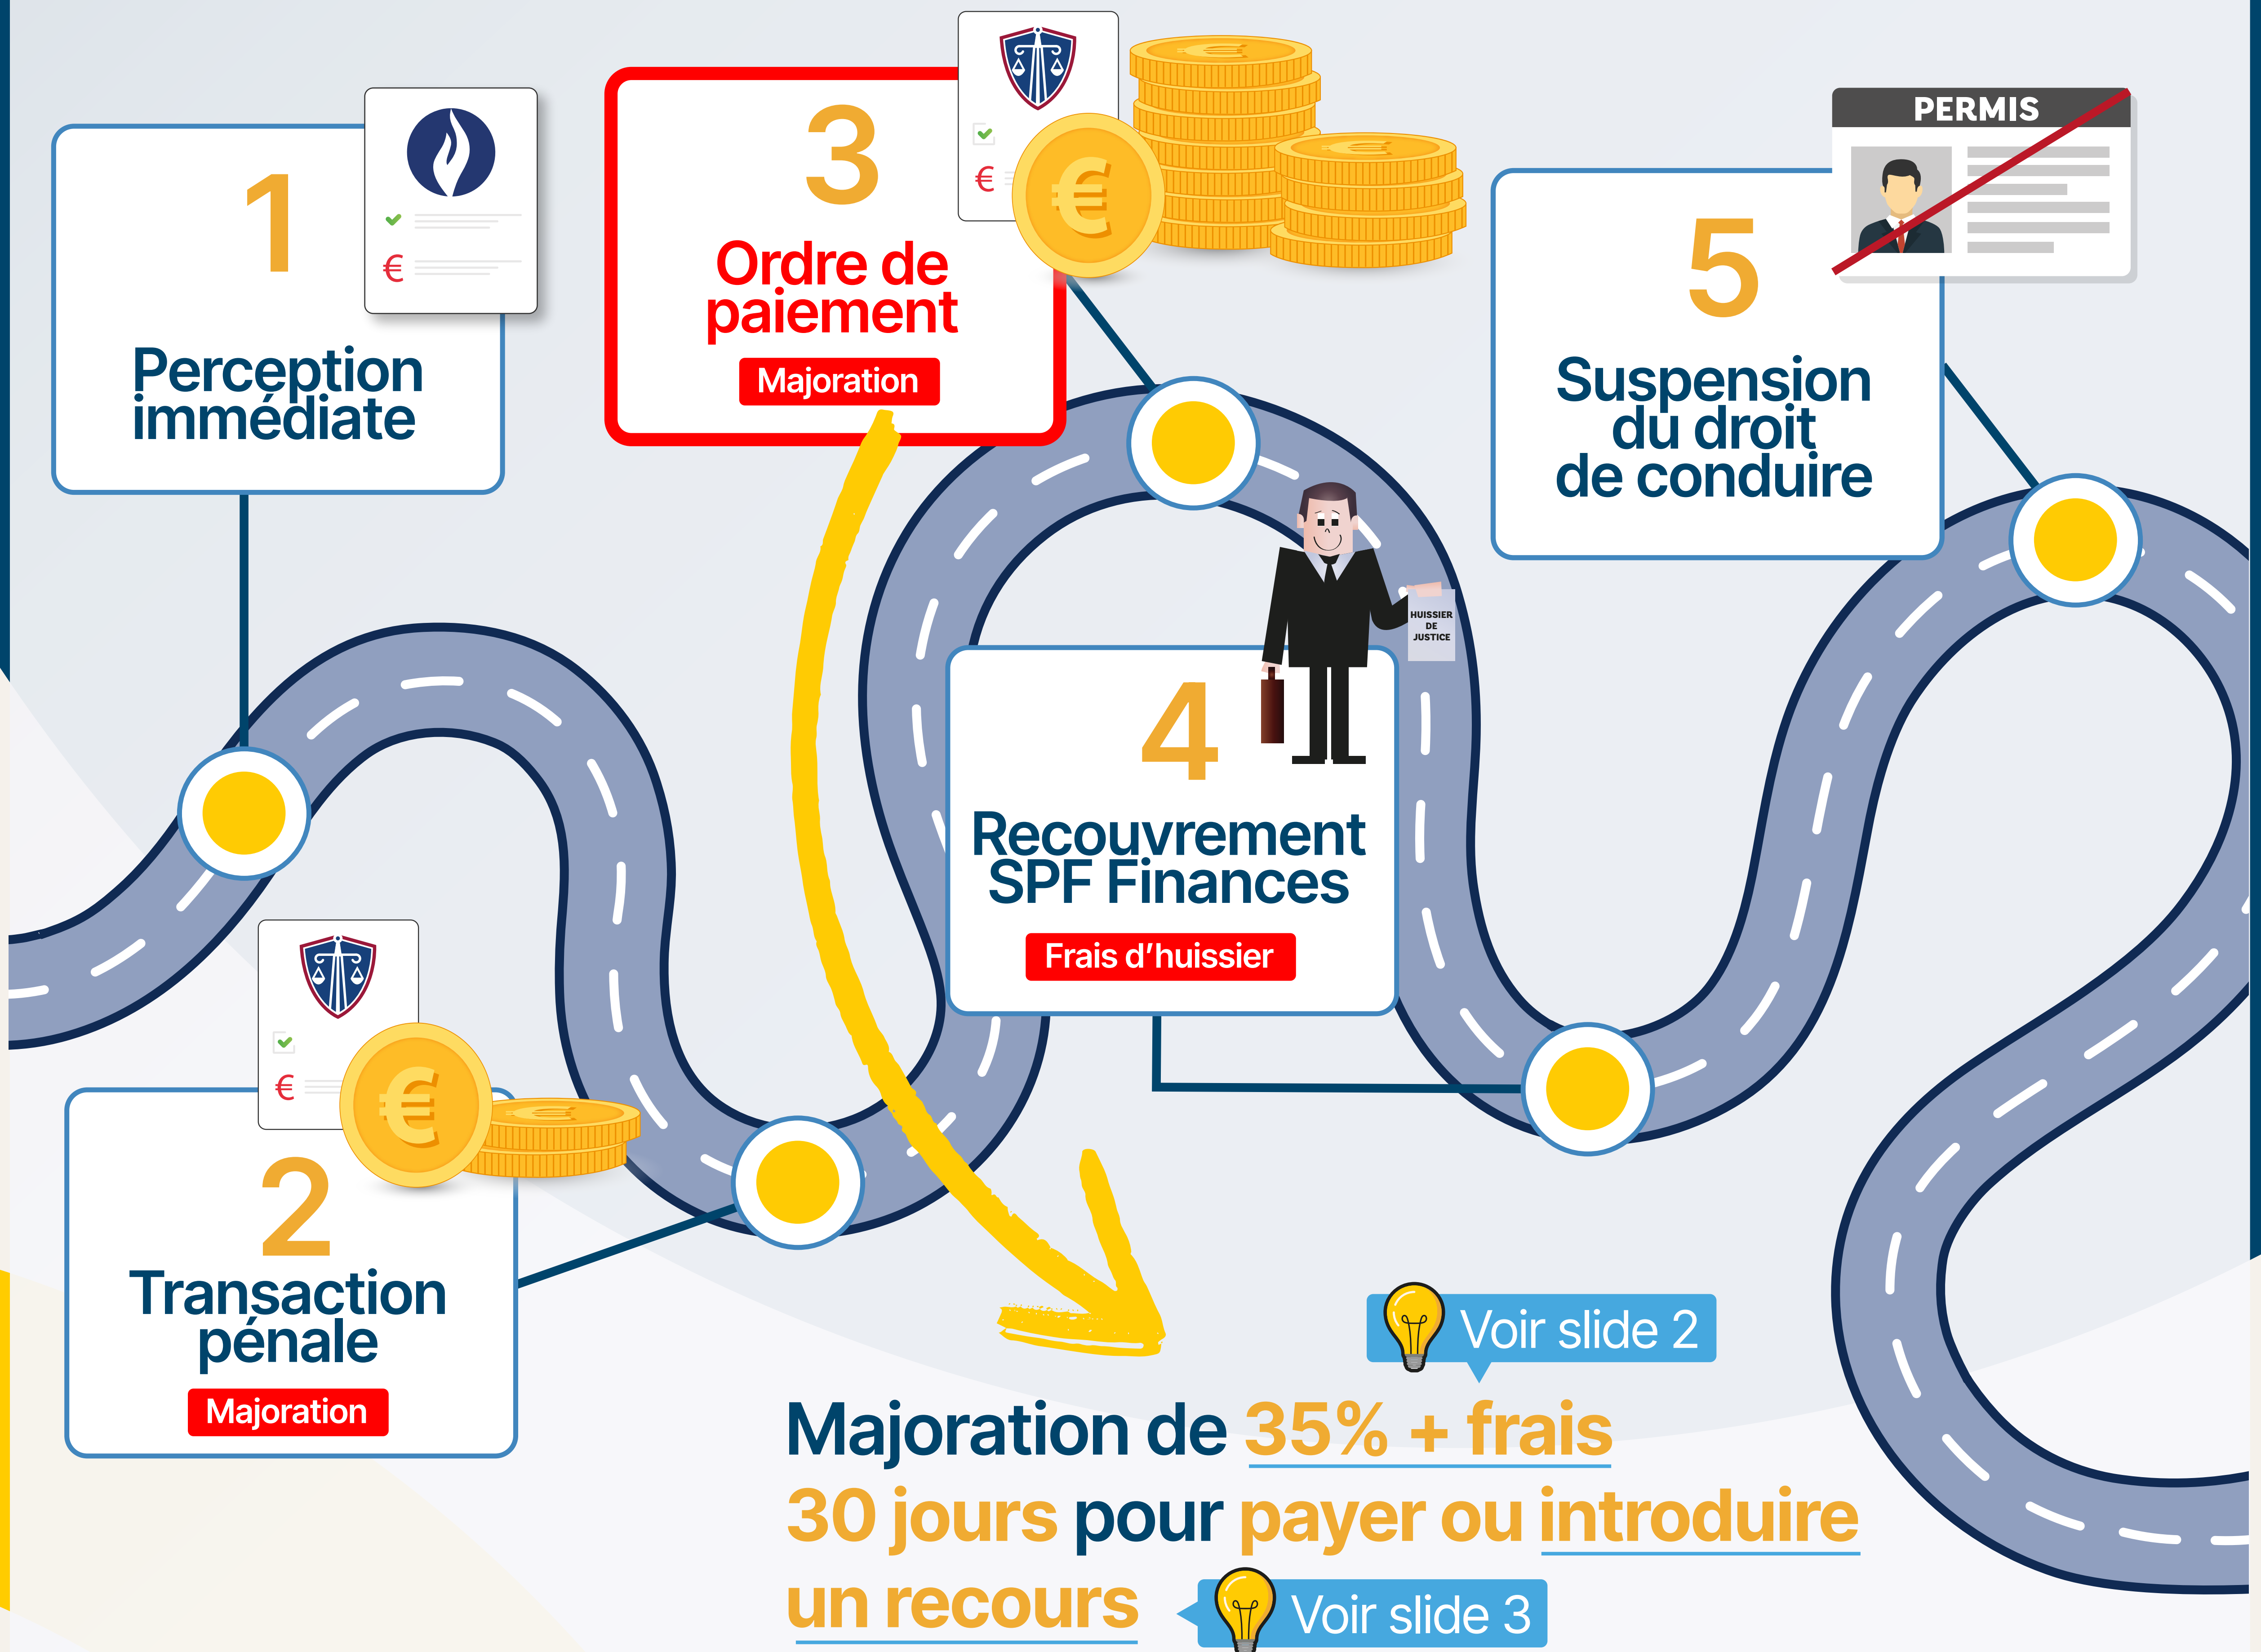 1
Perception
immédiate
2
Transaction
pénale
Majoration
3
Ordre de
paiement
Majoration
HUISSIER
DE
JUSTICE
4
Recouvrement
SPF Finances
Frais d’huissier
PERMIS
5
Suspension
du droit
de conduire
Voir slide 2
Majoration de 35% + frais
30 jours pour payer ou introduire
un recours
Voir slide 3